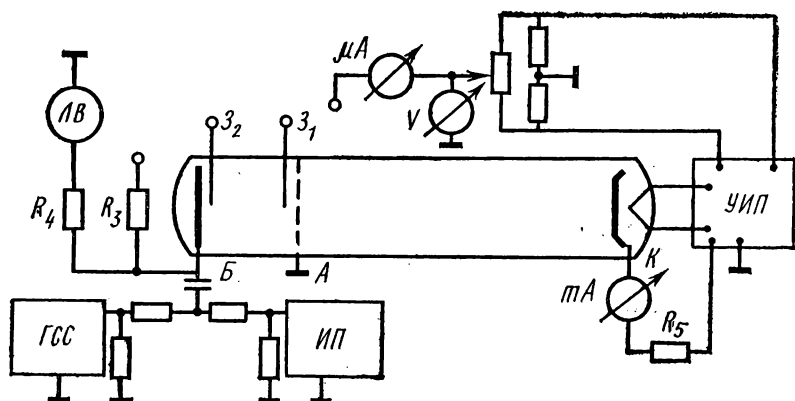 μA
ЛВ
З₂
З₁
V
R₄
R₃
УИП
Б
А
К
mA
R₅
ГСС
ИП